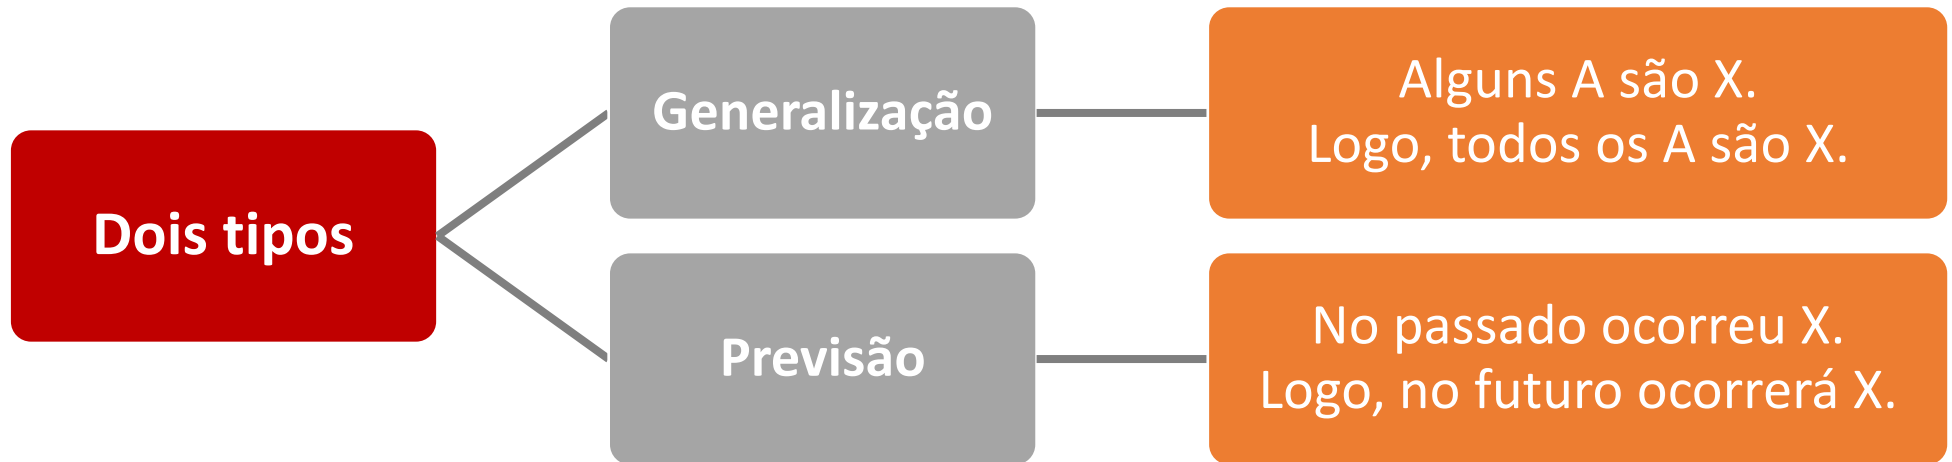 Dois tipos
Generalização
Alguns A são X.
Logo, todos os A são X.
Previsão
No passado ocorreu X.
Logo, no futuro ocorrerá X.